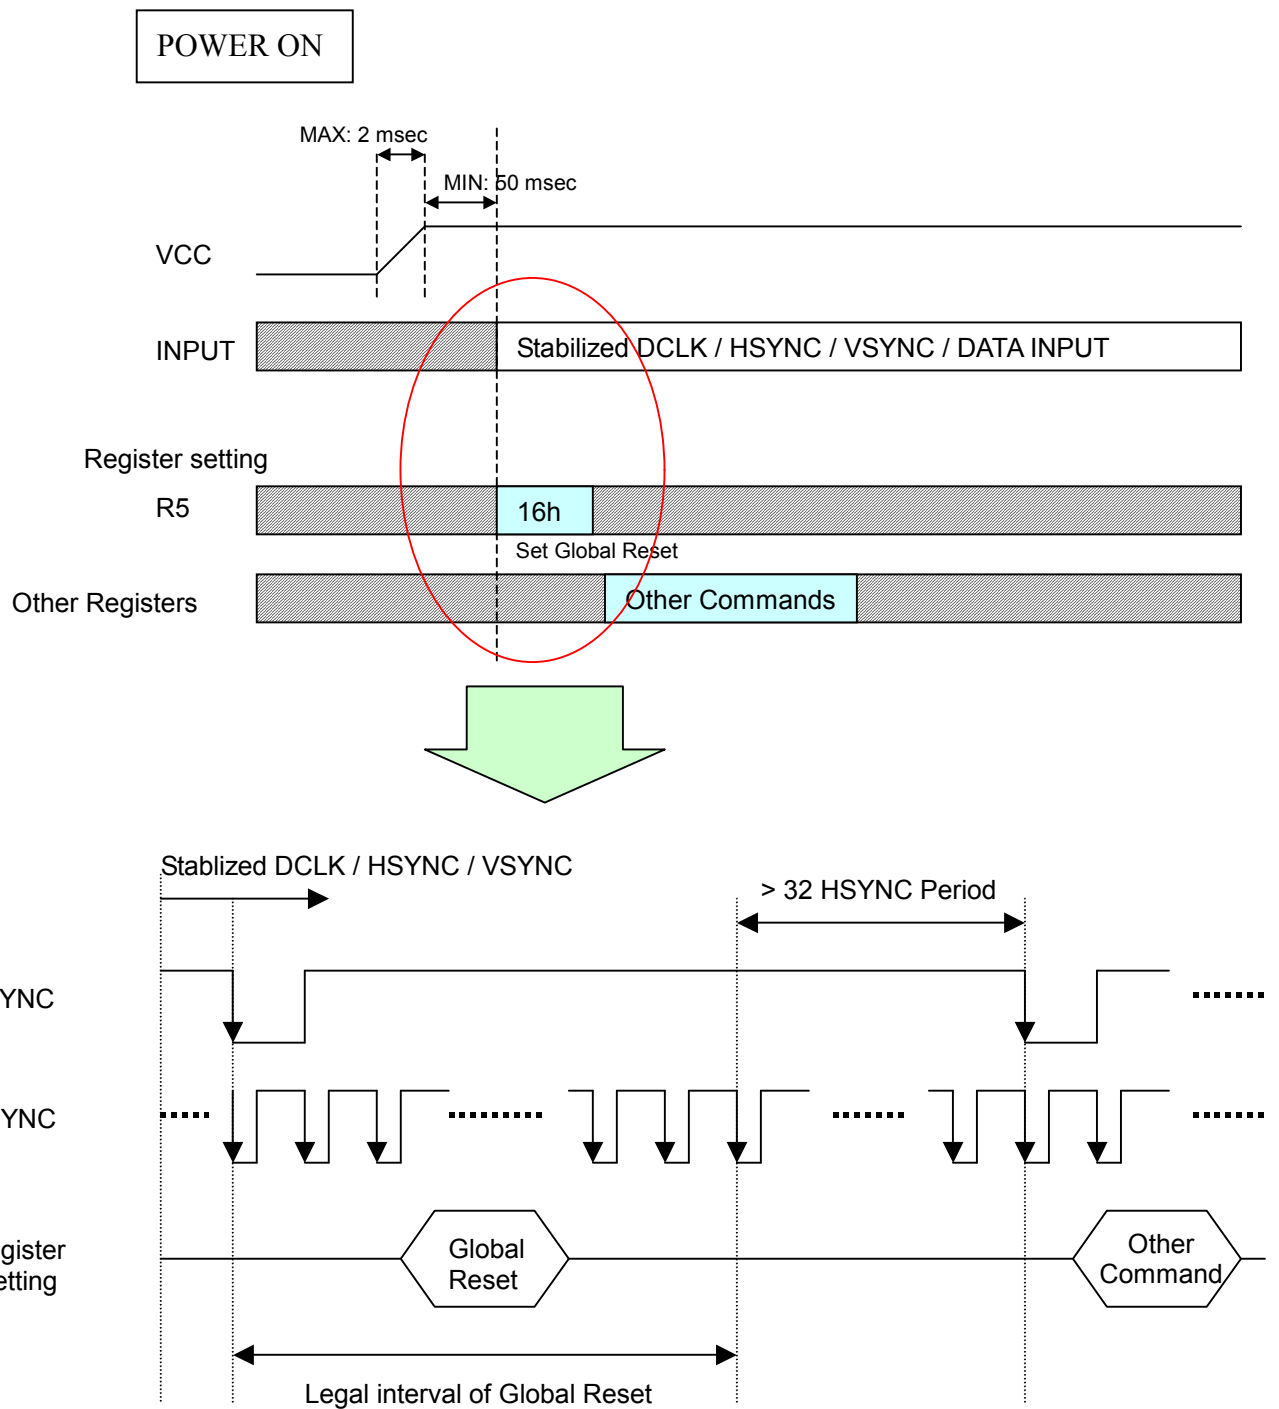 POWER ON
MAX: 2 msec
MIN: 50 msec
VCC
INPUT
Stabilized DCLK / HSYNC / VSYNC / DATA INPUT
Register setting
R5
16h
Set Global Reset
Other Registers
Other Commands
Stablized DCLK / HSYNC / VSYNC
> 32 HSYNC Period
YNC
YNC
gister
etting
Global
Reset
Other
Command
Legal interval of Global Reset